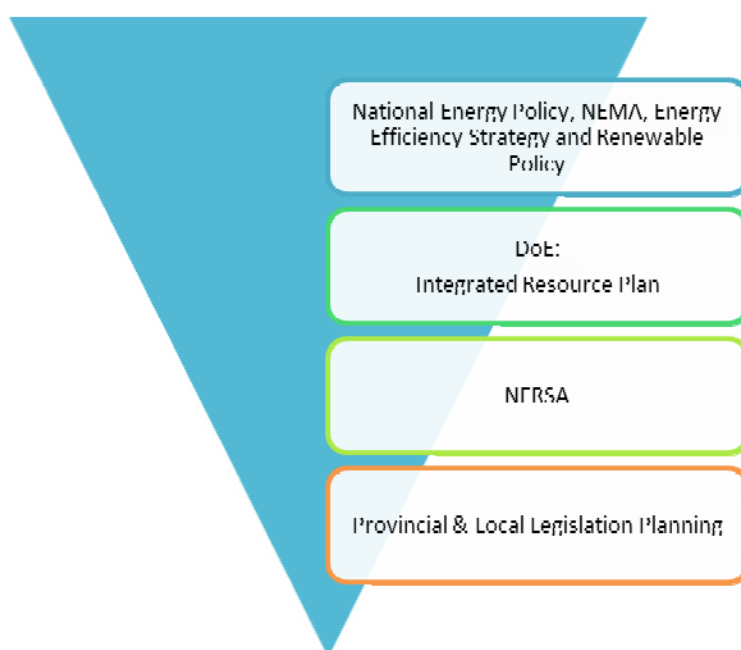 National Energy Policy, NEMA, Energy
Efficiency Strategy and Renewable
Policy
DoE:
Integrated Resource Plan
NERSA
Provincial & Local Legislation Planning